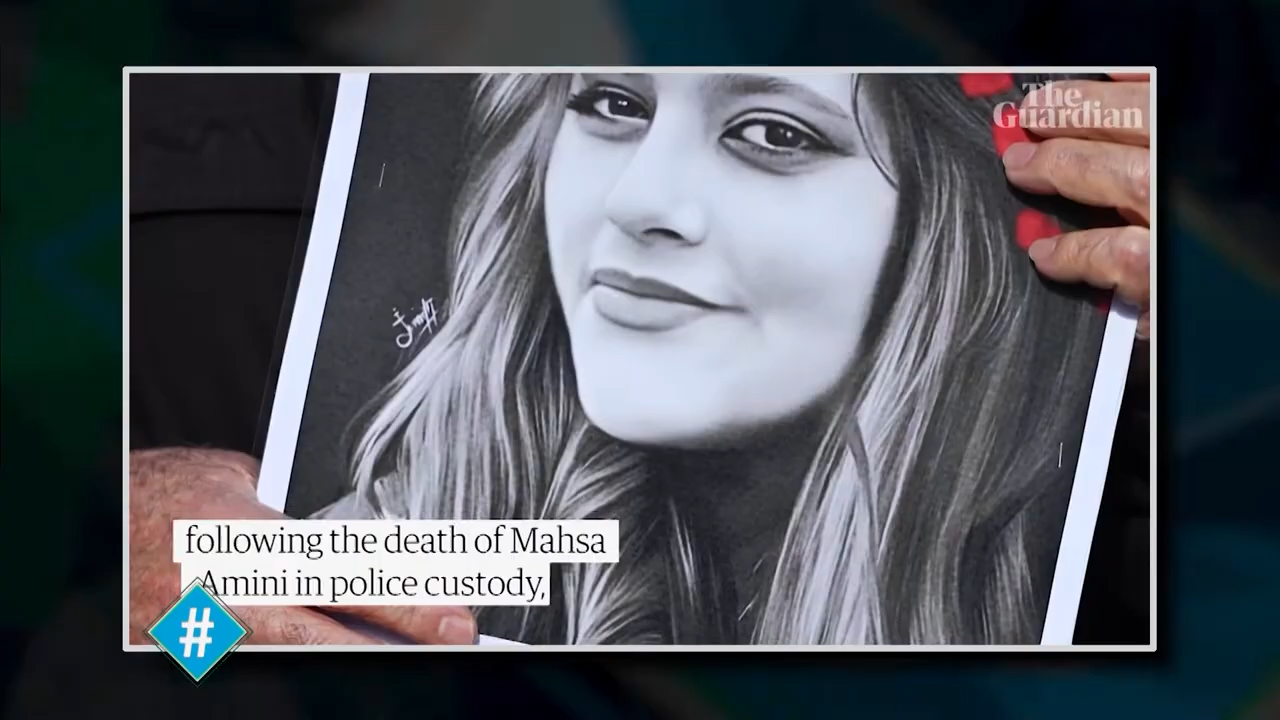 The
Guardian
following the death of Mahsa
Amini in police custody,
#